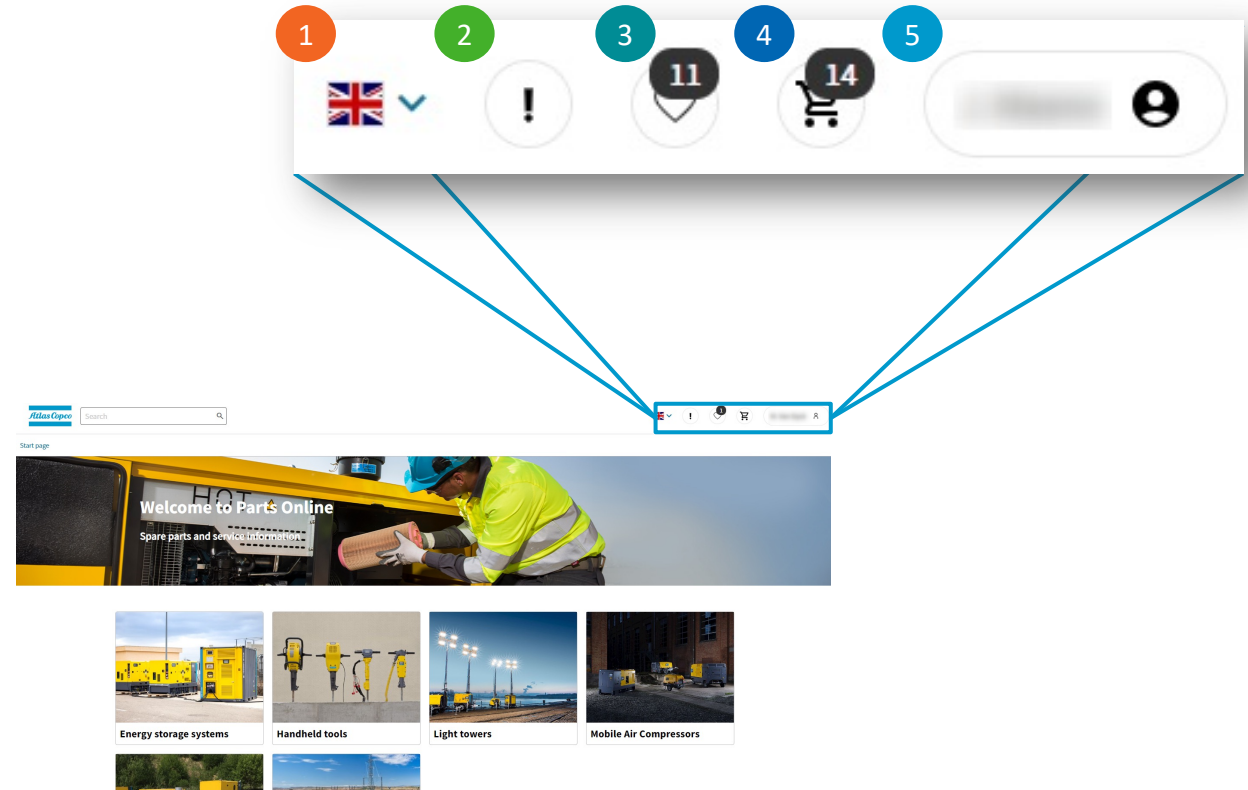 1
2
3
4
5
11
14
!
Atlas Copco
Search
!
1
Start page
HOT
Welcome to Parts Online
Spare parts and service information
Energy storage systems
Handheld tools
Light towers
Mobile Air Compressors